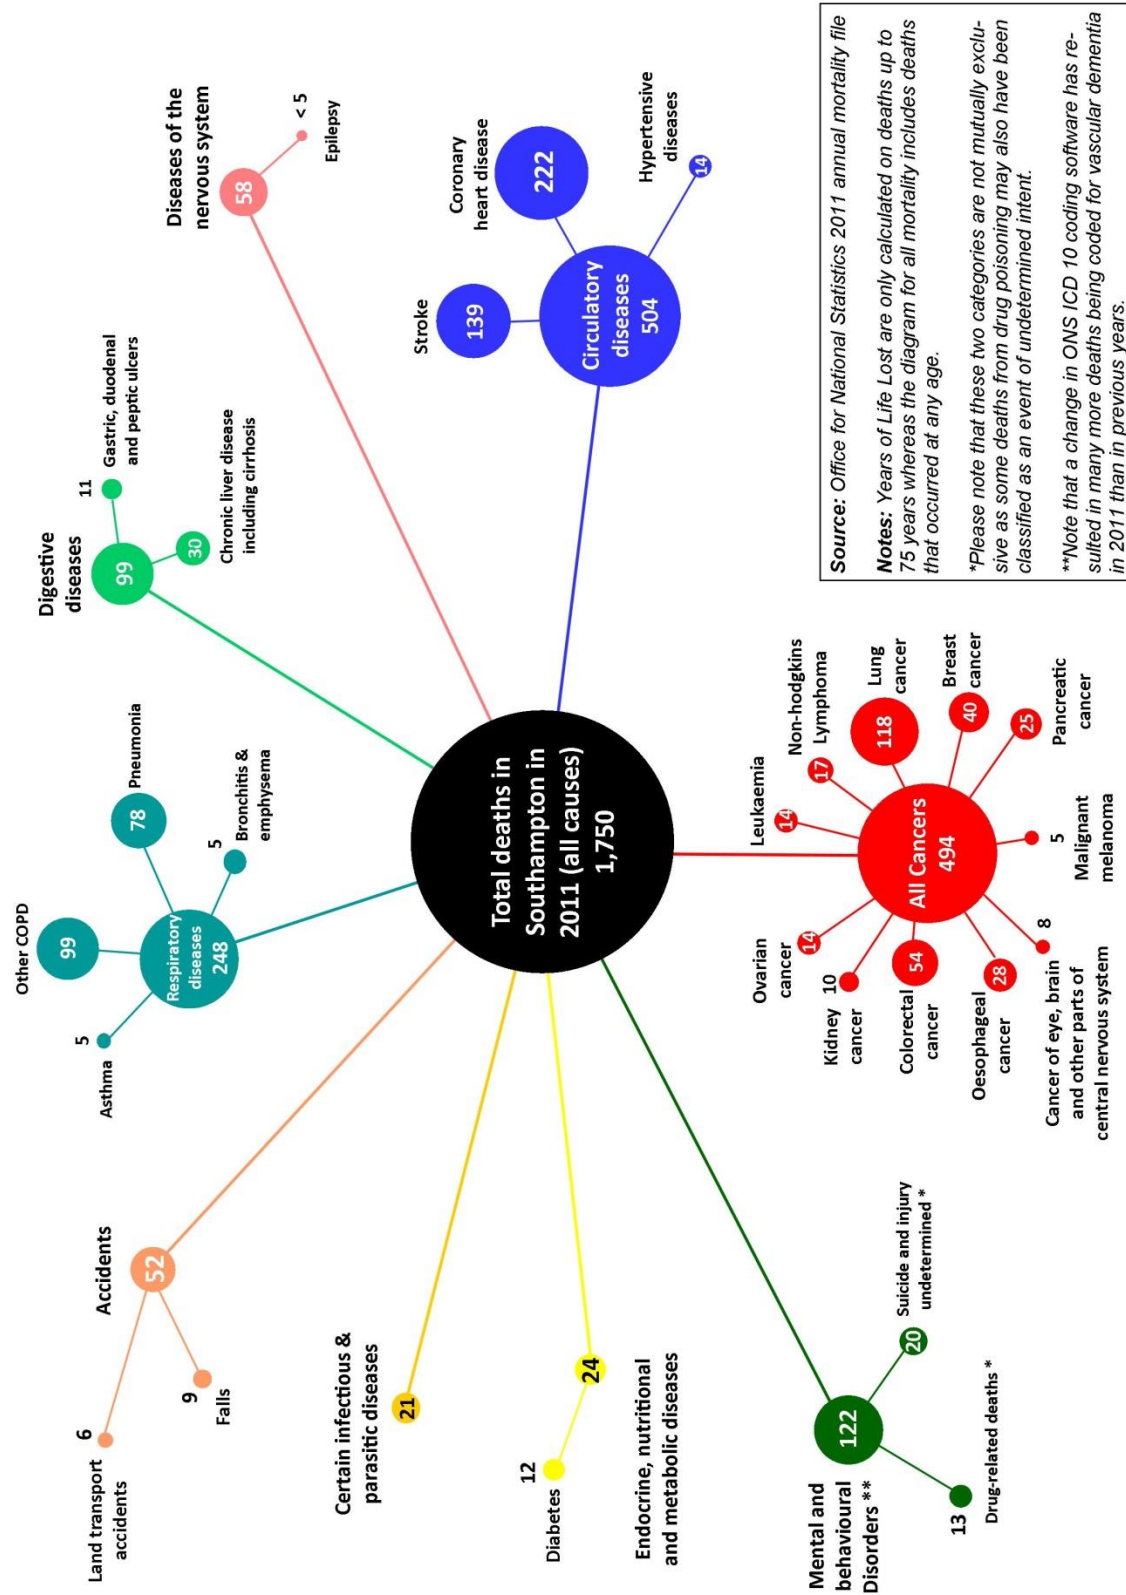 Land transport
accidents
6
9
Falls
Accidents
52
Asthma
5
Other COPD
99
Respiratory
diseases
248
Pneumonia
78
5
Bronchitis &
emphysema
Digestive
diseases
99
11
Gastric, duodenal
and peptic ulcers
30
Chronic liver disease
including cirrhosis
Diseases of the
nervous system
58
< 5
Epilepsy
Certain infectious &
parasitic diseases
21
12
Diabetes
24
Endocrine, nutritional
and metabolic diseases
Total deaths in
Southampton in
2011 (all causes)
1,750
Stroke
139
Coronary
heart disease
222
Circulatory
diseases
504
Hypertensive
diseases
14
Mental and
behavioural
Disorders **
122
13
Drug-related deaths *
20
Suicide and injury
undetermined *
All Cancers
494
Ovarian
cancer
14
Kidney
cancer
10
Colorectal
cancer
54
Oesophageal
cancer
28
Cancer of eye, brain
and other parts of
central nervous system
8
Leukaemia
14
Non-hodgkins
Lymphoma
17
Lung
cancer
118
Breast
cancer
40
Pancreatic
cancer
25
5
Malignant
melanoma
Source: Office for National Statistics 2011 annual mortality file
Notes: Years of Life Lost are only calculated on deaths up to
75 years whereas the diagram for all mortality includes deaths
that occurred at any age.
*Please note that these two categories are not mutually exclu-
sive as some deaths from drug poisoning may also have been
classified as an event of undetermined intent.
**Note that a change in ONS ICD 10 coding software has re-
sulted in many more deaths being coded for vascular dementia
in 2011 than in previous years.